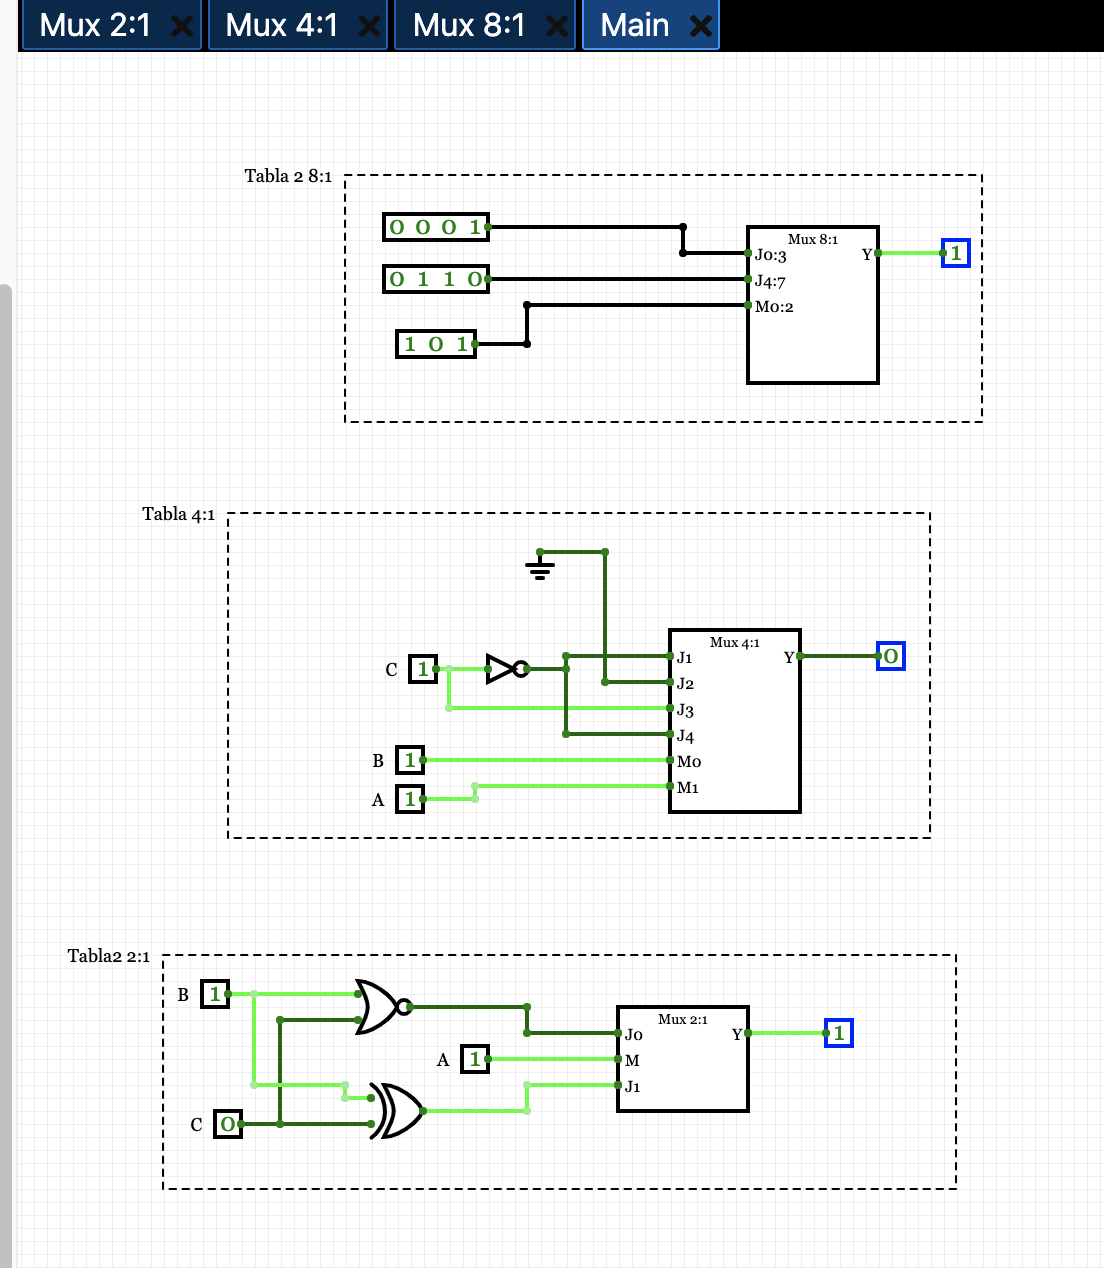 Mux 2:1 Mux 4:1 Mux 8:1 Main
Tabla 2 8:1
0 0 0 1
Mux 8:1
J0:3
Y
1
0 1 1 0
J4:7
M0:2
1 0 1
Tabla 4:1
Mux 4:1
C 1
J1
Y
0
J2
J3
J4
B 1
M0
A 1
M1
Tabla2 2:1
B 1
Mux 2:1
J0
Y
1
A 1
M
J1
C 0